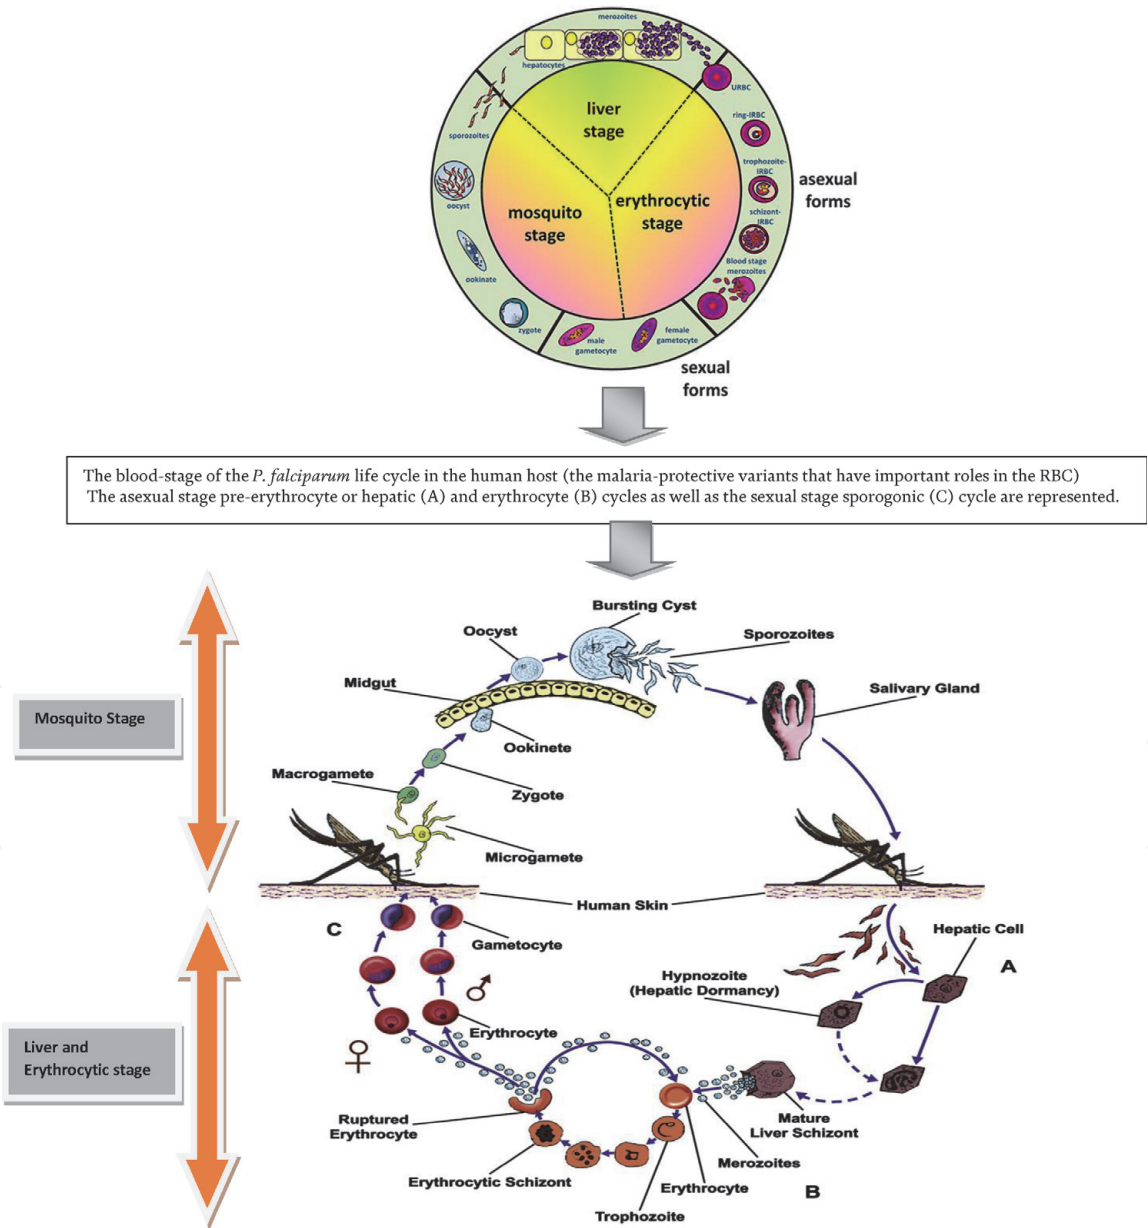 merozoites
hepatocytes
URBC
sporozoites
ring-IRBC
liver
stage
trophozoite-
IRBC
asexual
forms
oocyst
mosquito
stage
erythrocytic
stage
schizont-
IRBC
ookinate
Blood stage
merozoites
zygote
male
gametocyte
female
gametocyte
sexual
forms
The blood-stage of the P. falciparum life cycle in the human host (the malaria-protective variants that have important roles in the RBC)
The asexual stage pre-erythrocyte or hepatic (A) and erythrocyte (B) cycles as well as the sexual stage sporogonic (C) cycle are represented.
Bursting Cyst
Oocyst
Sporozoites
Midgut
Salivary Gland
Mosquito Stage
Ookinete
Macrogamete
Zygote
Microgamete
Human Skin
C
Gametocyte
Hepatic Cell
A
Hypnozoite
(Hepatic Dormancy)
♂
Erythrocyte
♀
Liver and
Erythrocytic stage
Ruptured
Erythrocyte
Mature
Liver Schizont
Merozoites
Erythrocytic Schizont
Erythrocyte
B
Trophozoite